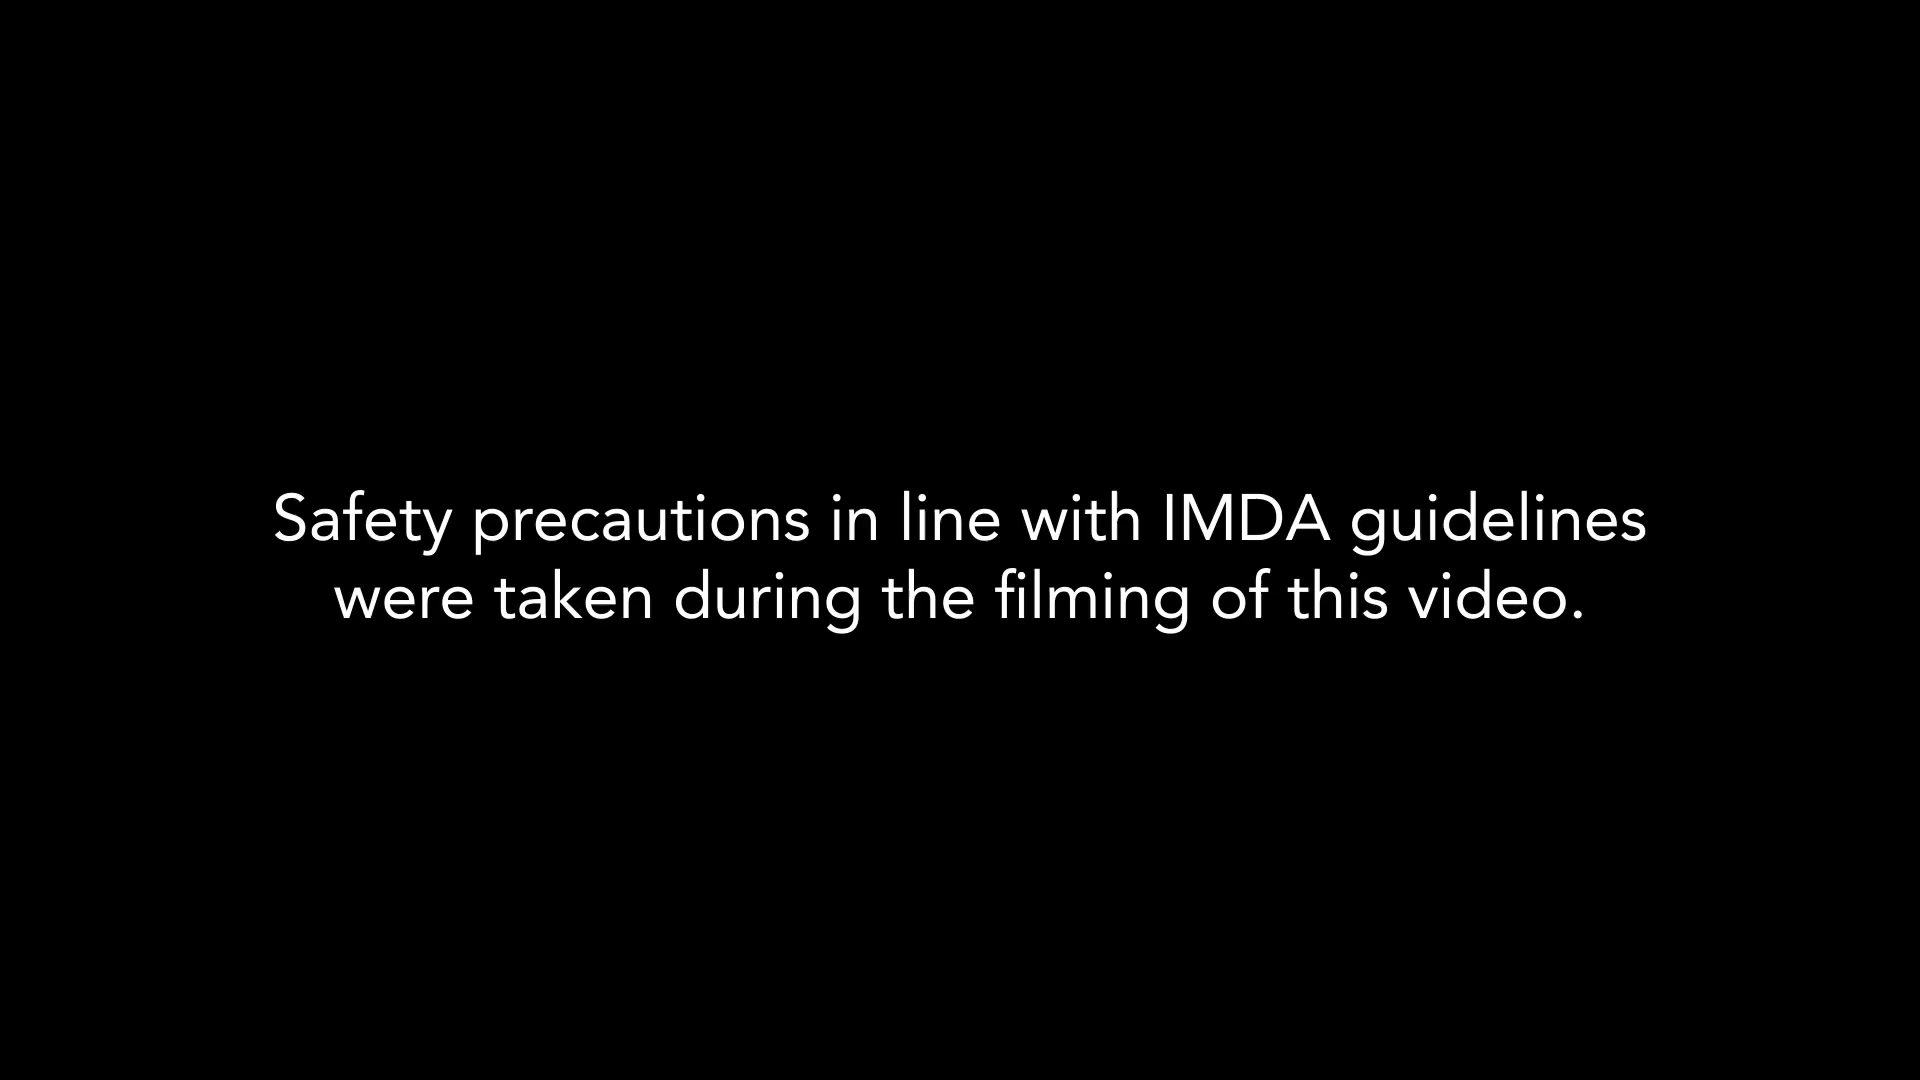 Safety precautions in line with IMDA guidelines
were taken during the filming of this video.